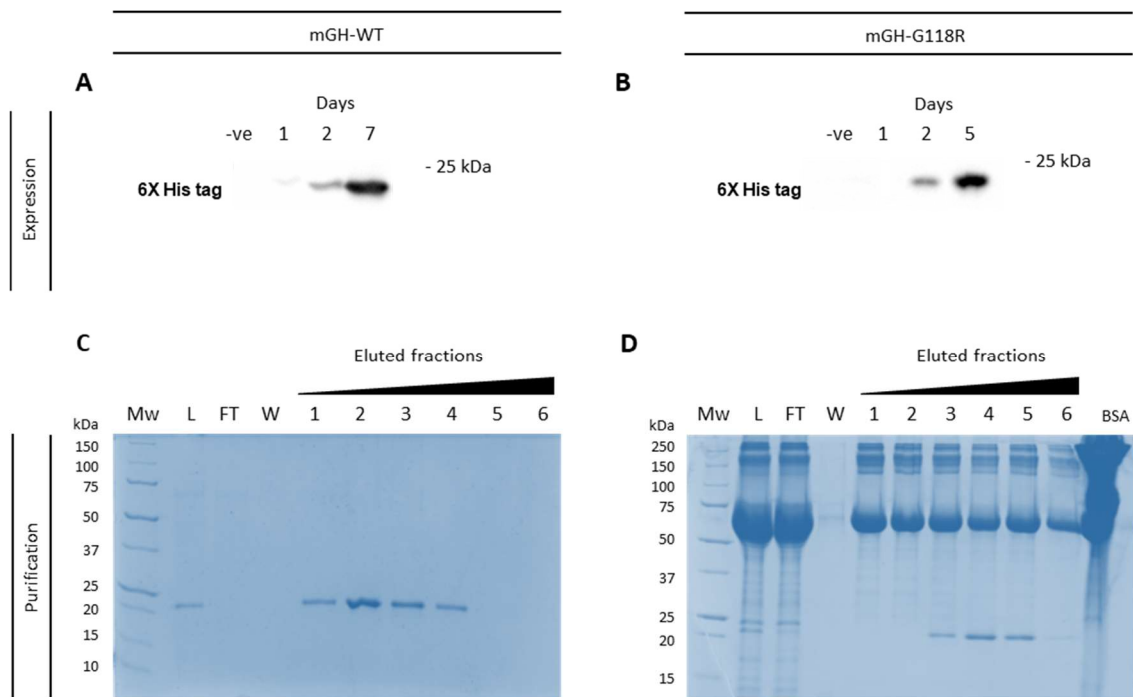 mGH-WT
mGH-G118R
A
B
Expression
Days
-ve 1 2 7
- 25 kDa
6X His tag
Days
-ve 1 2 5
- 25 kDa
6X His tag
C
D
Purification
Eluted fractions
kDa Mw L FT W 1 2 3 4 5 6
150
100
75
50
37
25
20
15
10
Eluted fractions
kDa Mw L FT W 1 2 3 4 5 6 BSA
250
150
100
75
50
37
25
20
15